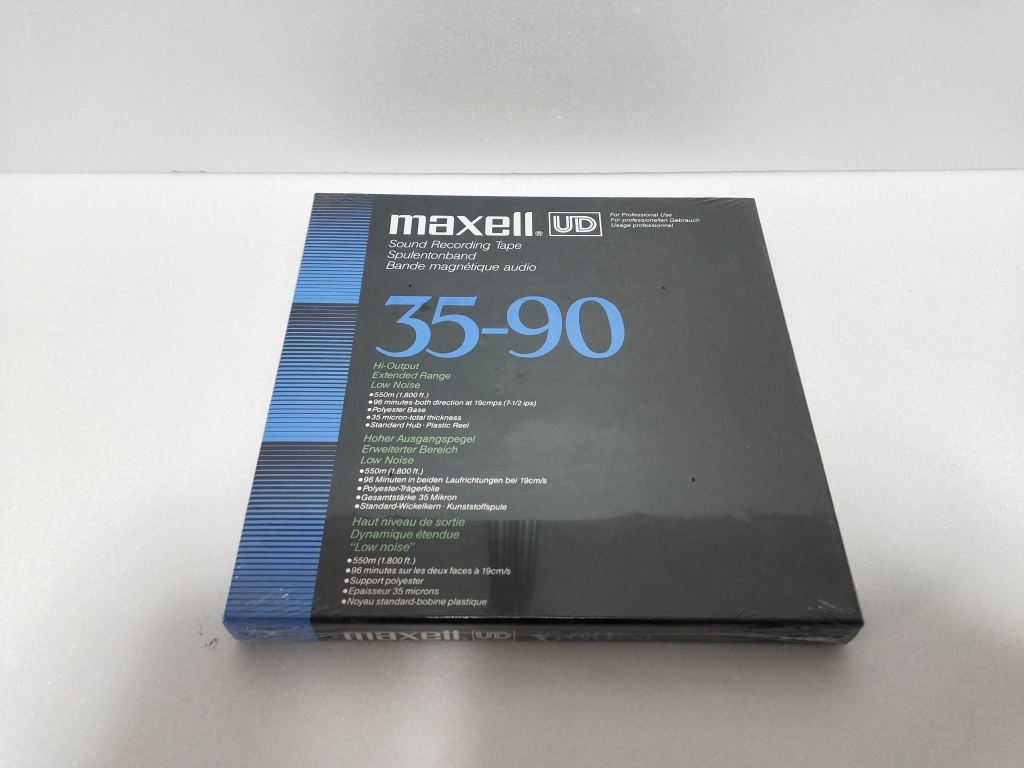 maxell® UD
For Professional Use
Für professionellen Gebrauch
Usage professionnel
Sound Recording Tape
Spulentonband
Bande magnétique audio
35-90
Hi-Output
Extended Range
Low Noise
•550m (1,800 ft.)
•96 minutes-both direction at 19cmps (7-1/2 ips)
•Polyester Base
•35 micron-total thickness
•Standard Hub · Plastic Reel
Hoher Ausgangspegel
Erweiterter Bereich
Low Noise
•550m (1.800 ft.)
•96 Minuten in beiden Laufrichtungen bei 19cm/s
•Polyester-Trägerfolie
•Gesamtstärke 35 Mikron
•Standard-Wickelkern · Kunststoffspule
Haut niveau de sortie
Dynamique étendue
"Low noise"
•550m (1.800 ft.)
•96 minutes sur les deux faces à 19cm/s
•Support polyester
•Epaisseur 35 microns
•Noyau standard-bobine plastique
maxell UD 35-90